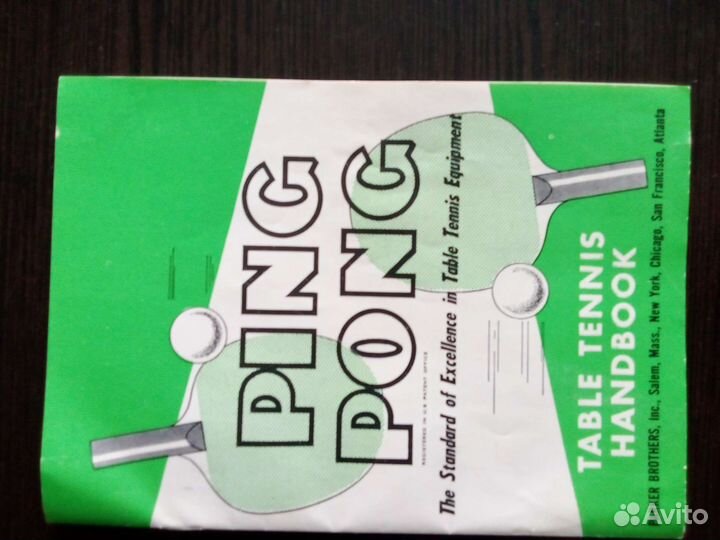 PING
PONG
REGISTERED IN U.S. PATENT OFFICE
The Standard of Excellence in Table Tennis Equipment
TABLE TENNIS
HANDBOOK
BROTHERS, Inc., Salem, Mass., New York, Chicago, San Francisco, Atlanta
Avito